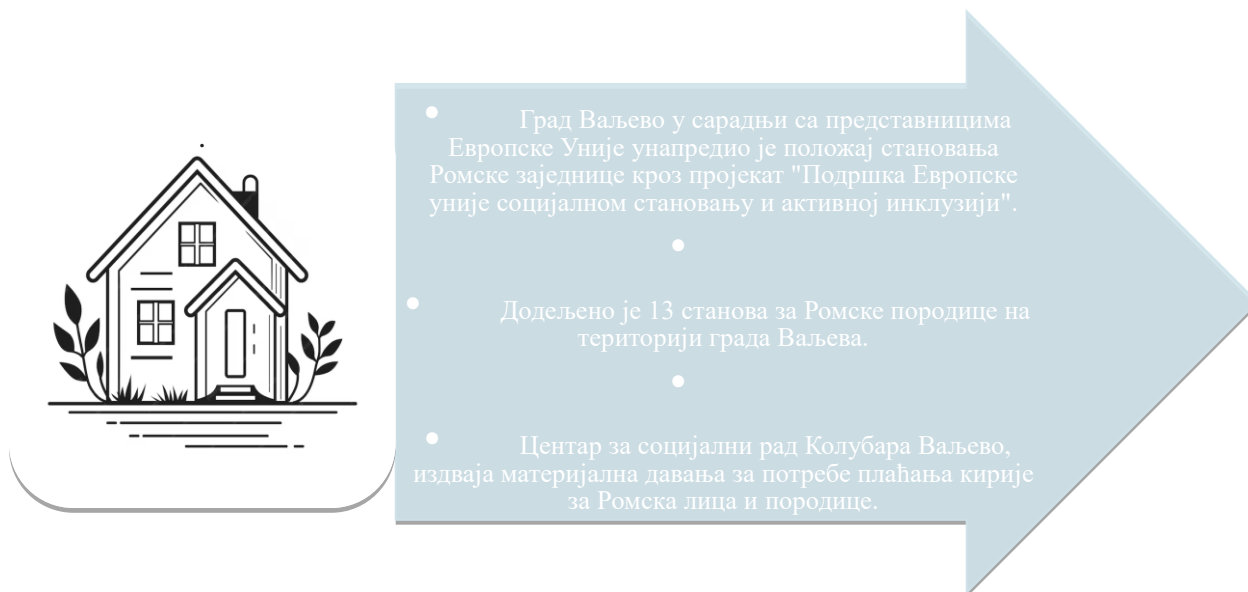 • Град Ваљево у сарадњи са представницима
Европске Уније унапредио је положај становања
Ромске заједнице кроз пројекат "Подршка Европске
уније социјалном становању и активној инклузији".
•
• Додељено је 13 станова за Ромске породице на
територији града Ваљева.
•
• Центар за социјални рад Колубара Ваљево,
издваја материјална давања за потребе плаћања кирије
за Ромска лица и породице.